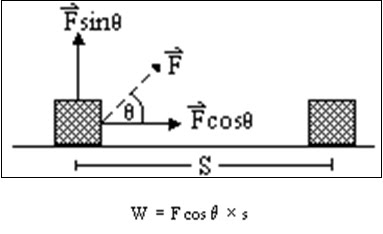 F⃗sinθ
F⃗
θ
F⃗cosθ
S
W = F cos θ × s